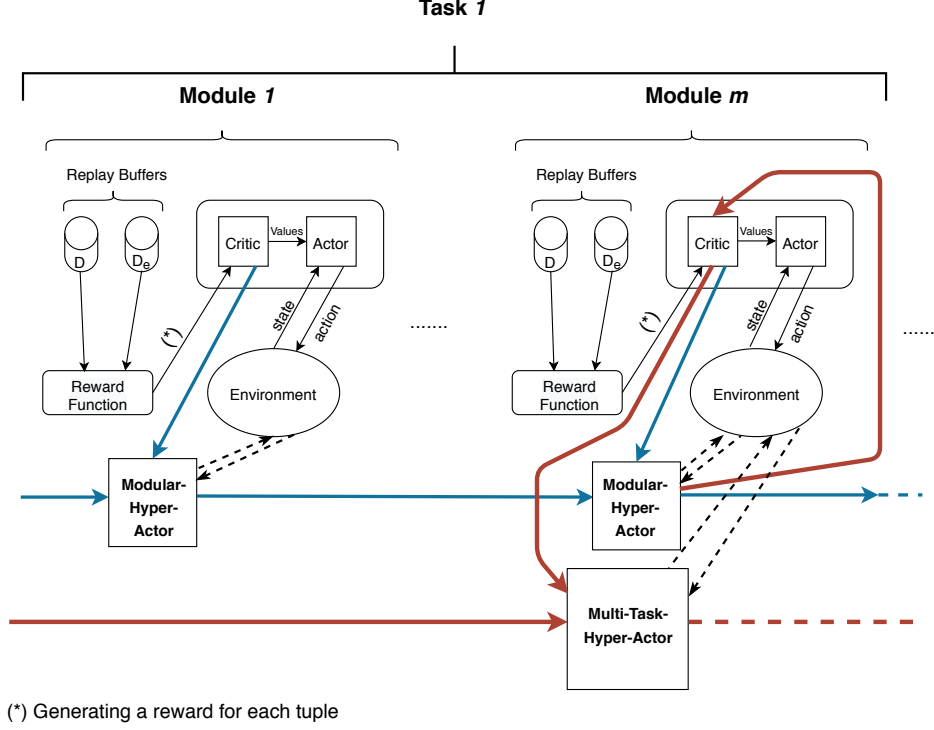 Task 1
Module 1
Module m
Replay Buffers
Replay Buffers
D
De
Critic
Values
Actor
D
De
Critic
Values
Actor
(*)
state
action
.......
(*)
state
action
......
Reward
Function
Environment
Reward
Function
Environment
Modular-
Hyper-
Actor
Modular-
Hyper-
Actor
Multi-Task-
Hyper-Actor
(*) Generating a reward for each tuple